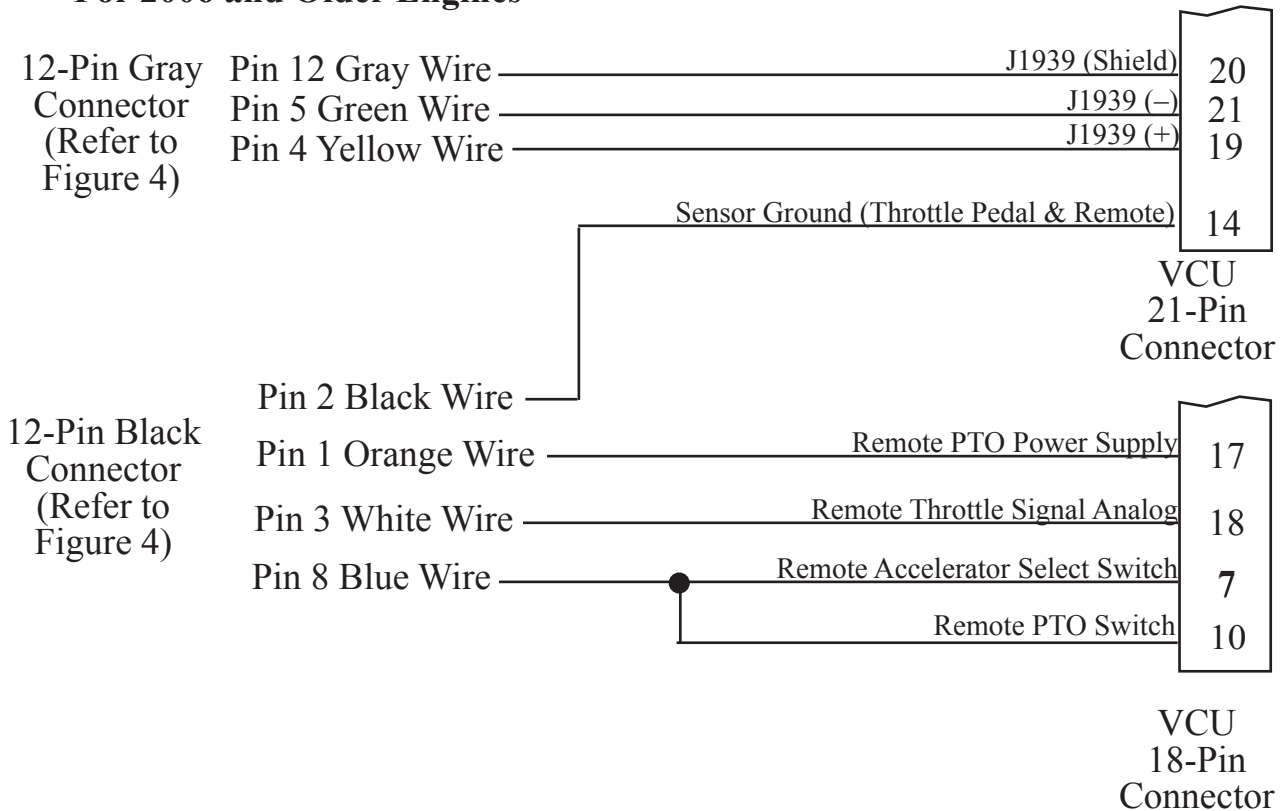 For 2006 and Older Engines
12-Pin Gray
Connector
(Refer to
Figure 4)
Pin 12 Gray Wire
Pin 5 Green Wire
Pin 4 Yellow Wire
J1939 (Shield)
20
J1939 (–)
21
J1939 (+)
19
Sensor Ground (Throttle Pedal & Remote)
14
VCU
21-Pin
Connector
12-Pin Black
Connector
(Refer to
Figure 4)
Pin 2 Black Wire
Pin 1 Orange Wire
Pin 3 White Wire
Pin 8 Blue Wire
Remote PTO Power Supply
17
Remote Throttle Signal Analog
18
Remote Accelerator Select Switch
7
Remote PTO Switch
10
VCU
18-Pin
Connector